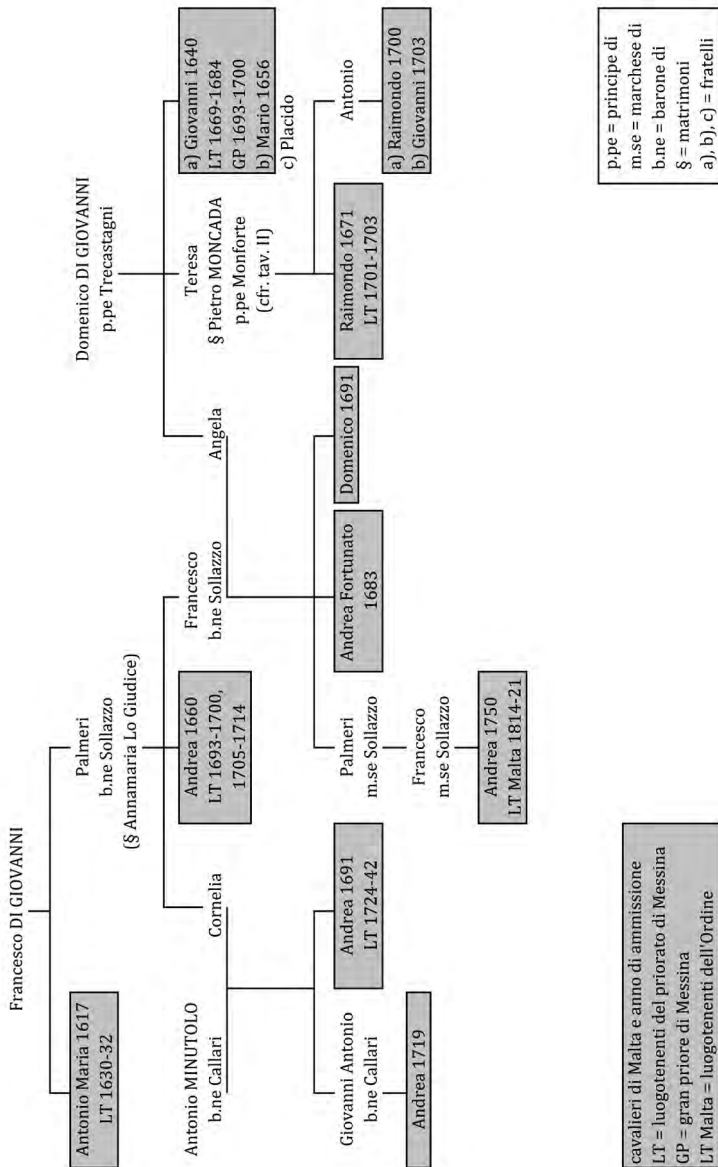 Francesco DI GIOVANNI
Domenico DI GIOVANNI
p.pe Trecastagni
Antonio Maria 1617
LT 1630-32
Palmeri
b.ne Sollazzo
(§ Annamaria Lo Giudice)
Antonio MINUTOLO
b.ne Callari
Cornelia
Andrea 1660
LT 1693-1700,
1705-1714
Francesco
b.ne Sollazzo
Angela
Teresa
§ Pietro MONCADA
p.pe Monforte
(cfr. tav. II)
a) Giovanni 1640
LT 1669-1684
GP 1693-1700
b) Mario 1656
c) Placido
Giovanni Antonio
b.ne Callari
Andrea 1691
LT 1724-42
Palmeri
m.se Sollazzo
Andrea Fortunato
1683
Domenico 1691
Raimondo 1671
LT 1701-1703
Antonio
Andrea 1719
Francesco
m.se Sollazzo
a) Raimondo 1700
b) Giovanni 1703
Andrea 1750
LT Malta 1814-21
cavalieri di Malta e anno di ammissione
LT = luogotenenti del priorato di Messina
GP = gran priore di Messina
LT Malta = luogotenenti dell'Ordine
p.pe = principe di
m.se = marchese di
b.ne = barone di
§ = matrimoni
a), b), c) = fratelli